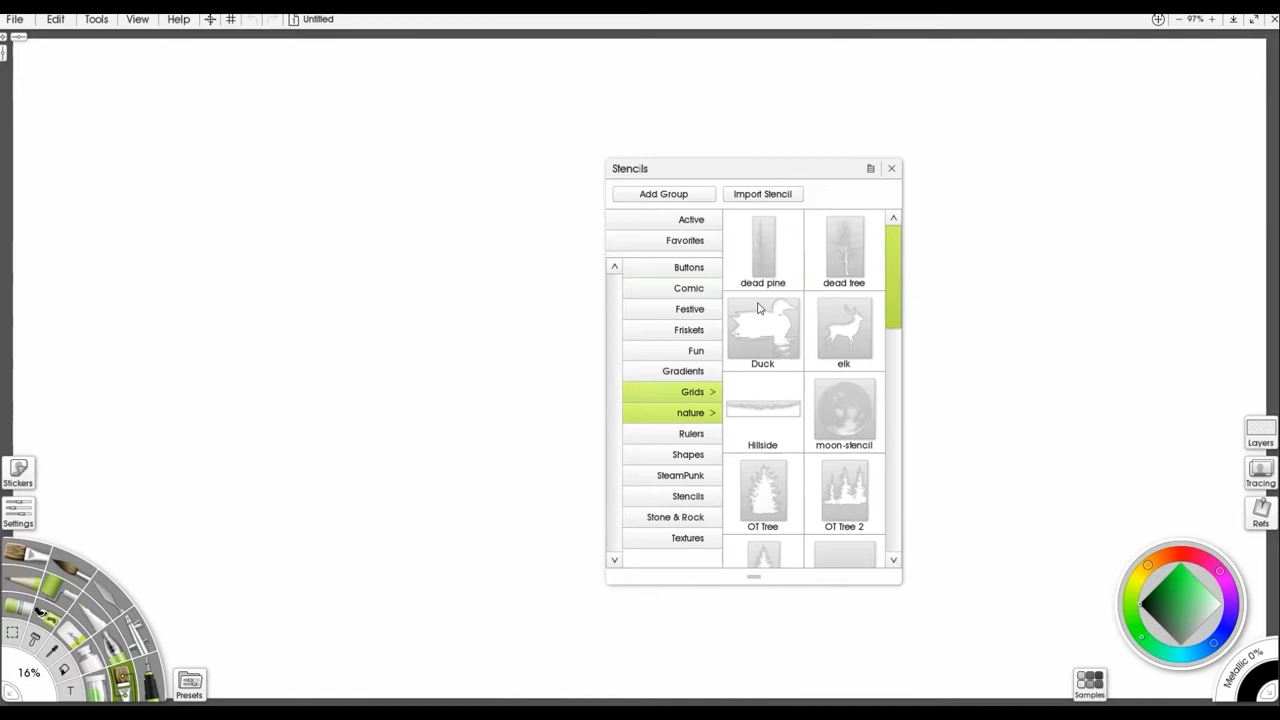 File Edit Tools View Help Untitled 97%
Stencils
Add Group Import Stencil
Active
Favorites
Buttons
Comic
Festive
Friskets
Fun
Gradients
Grids >
nature >
Rulers
Shapes
SteamPunk
Stencils
Stone & Rock
Textures
dead pine dead tree
Duck elk
Hillside moon-stencil
OT Tree OT Tree 2
Layers
Tracing
Refs
Stickers
Settings
16%
T
Presets
Samples
Metallic 0%